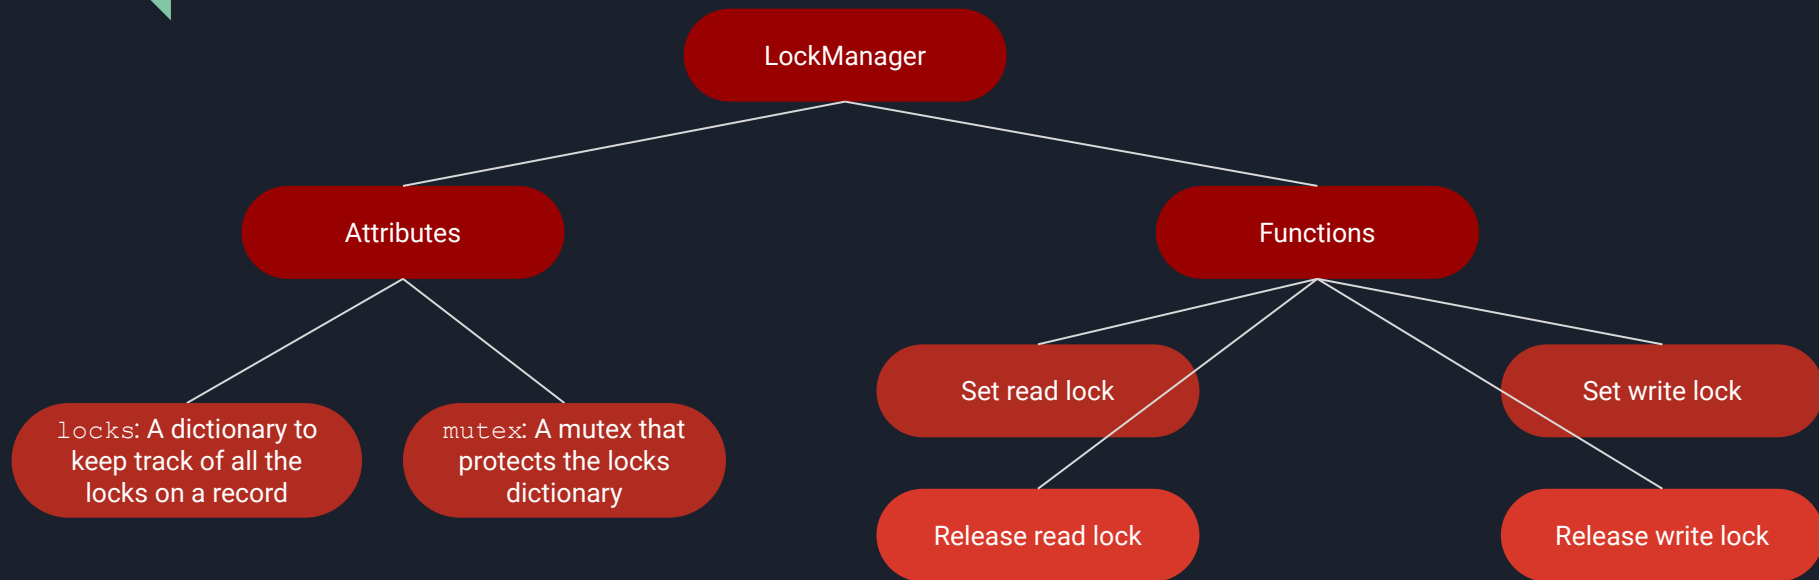 LockManager
Attributes
Functions
locks: A dictionary to
keep track of all the
locks on a record
mutex: A mutex that
protects the locks
dictionary
Set read lock
Set write lock
Release read lock
Release write lock